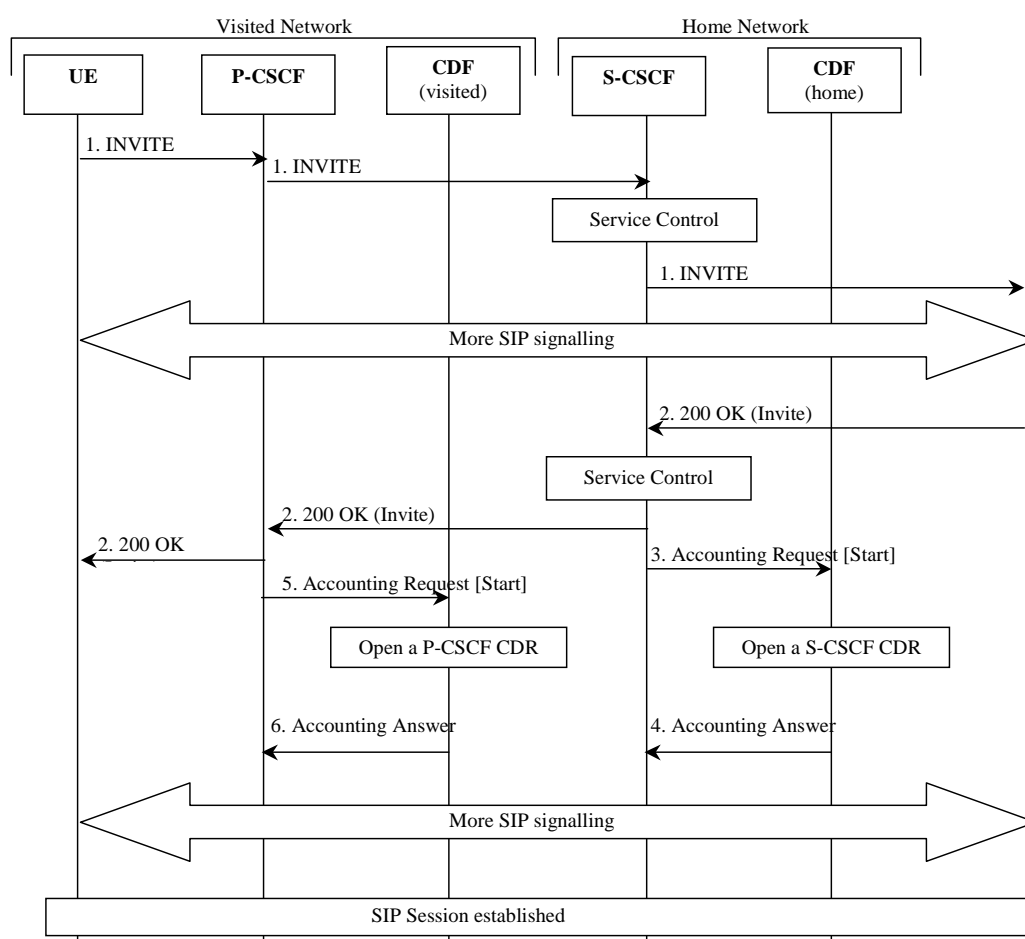 Visited Network
Home Network
UE
P-CSCF
CDF
(visited)
S-CSCF
CDF
(home)
1. INVITE
1. INVITE
Service Control
1. INVITE
More SIP signalling
2. 200 OK (Invite)
Service Control
2. 200 OK (Invite)
2. 200 OK
3. Accounting Request [Start]
5. Accounting Request [Start]
Open a P-CSCF CDR
Open a S-CSCF CDR
6. Accounting Answer
4. Accounting Answer
More SIP signalling
SIP Session established